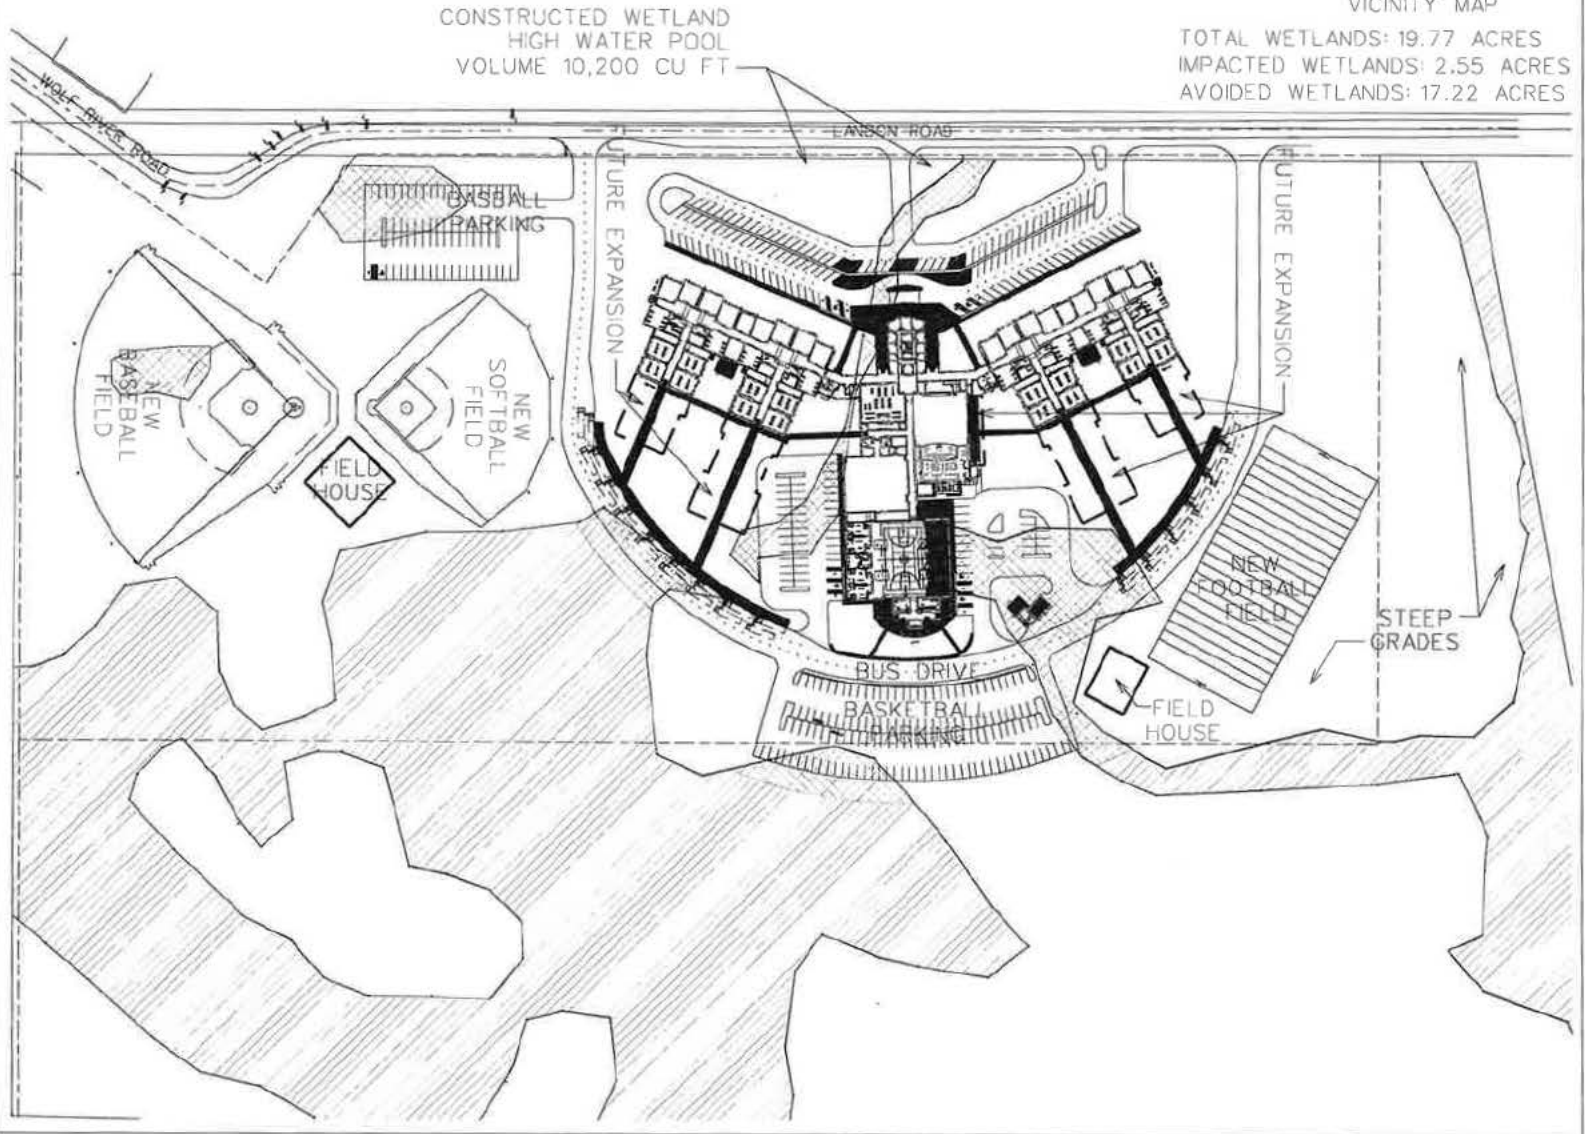 CONSTRUCTED WETLAND
HIGH WATER POOL
VOLUME 10,200 CU FT
VICINITY MAP
TOTAL WETLANDS: 19.77 ACRES
IMPACTED WETLANDS: 2.55 ACRES
AVOIDED WETLANDS: 17.22 ACRES
WOLF RIVER ROAD
LANSON ROAD
BASBALL
PARKING
FUTURE EXPANSION
FUTURE EXPANSION
NEW
BASEBALL
FIELD
NEW
SOFTBALL
FIELD
FIELD
HOUSE
NEW
FOOTBALL
FIELD
STEEP
GRADES
BUS DRIVE
BASKETBALL
PARKING
FIELD
HOUSE